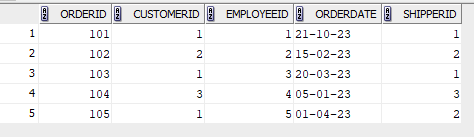 ORDERID CUSTOMERID EMPLOYEEID ORDERDATE SHIPPERID
1 101 1 1 21-10-23 1
2 102 2 2 15-02-23 2
3 103 1 3 20-03-23 1
4 104 3 4 05-01-23 3
5 105 1 5 01-04-23 2